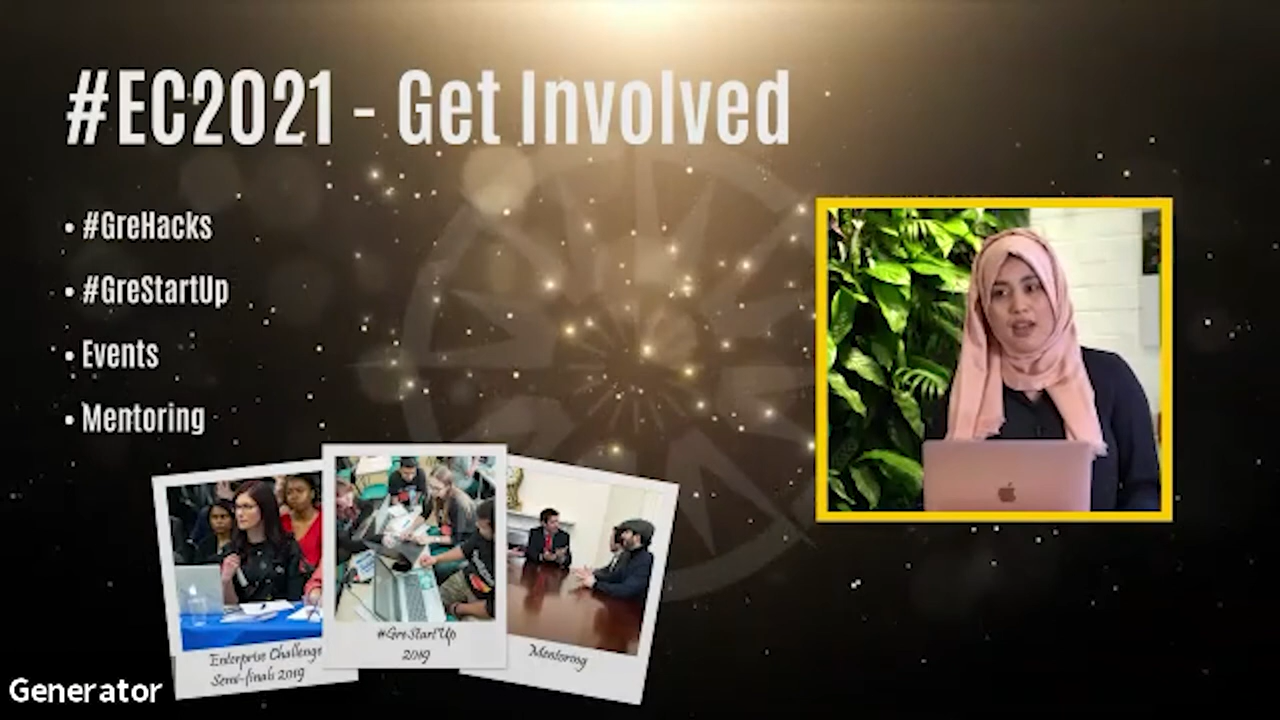 #EC2021 - Get Involved
• #GreHacks
• #GreStartUp
• Events
• Mentoring
Enterprise Challenge
Semi-finals 2019
#GreStartUp
2019
Mentoring
Generator